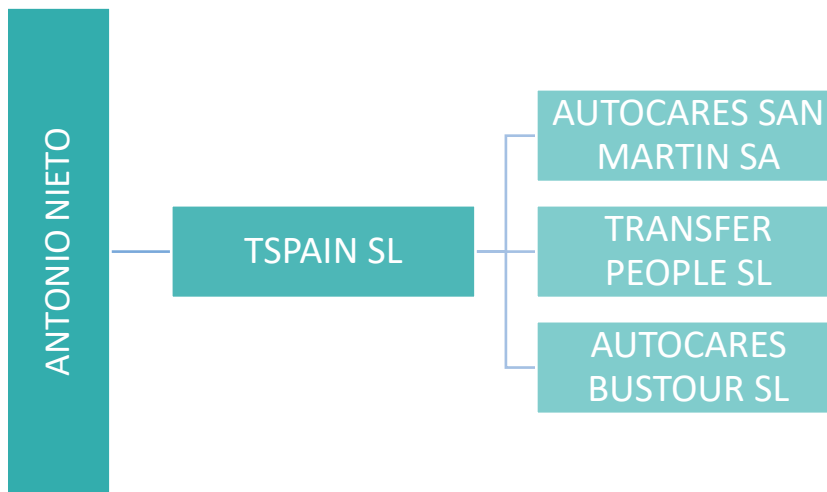 ANTONIO NIETO
TSPAIN SL
AUTOCARES SAN
MARTIN SA
TRANSFER
PEOPLE SL
AUTOCARES
BUSTOUR SL